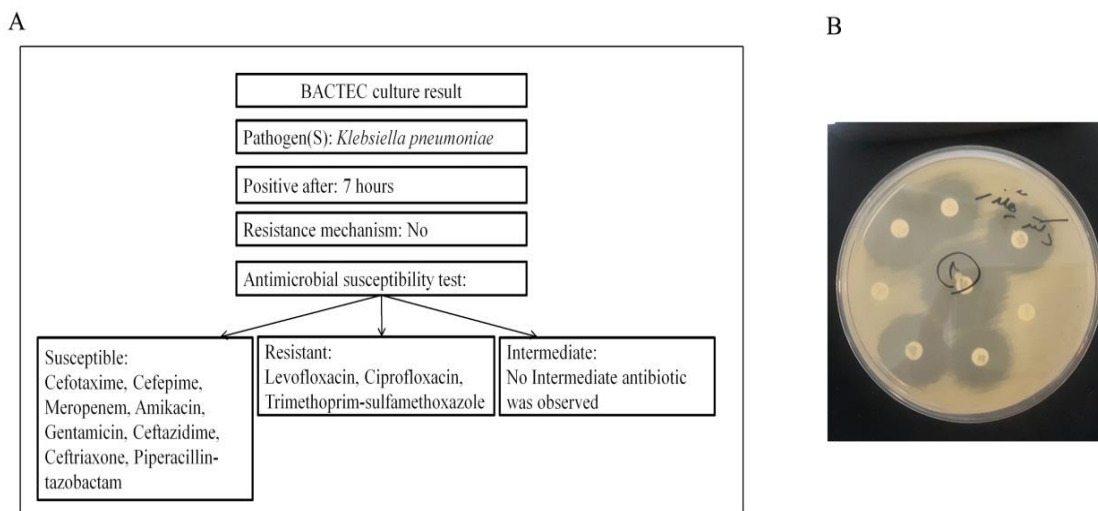 A
B
BACTEC culture result
Pathogen(S): Klebsiella pneumoniae
Positive after: 7 hours
Resistance mechanism: No
Antimicrobial susceptibility test:
Susceptible:
Cefotaxime, Cefepime,
Meropenem, Amikacin,
Gentamicin, Ceftazidime,
Ceftriaxone, Piperacillin-
tazobactam
Resistant:
Levofloxacin, Ciprofloxacin,
Trimethoprim-sulfamethoxazole
Intermediate:
No Intermediate antibiotic
was observed